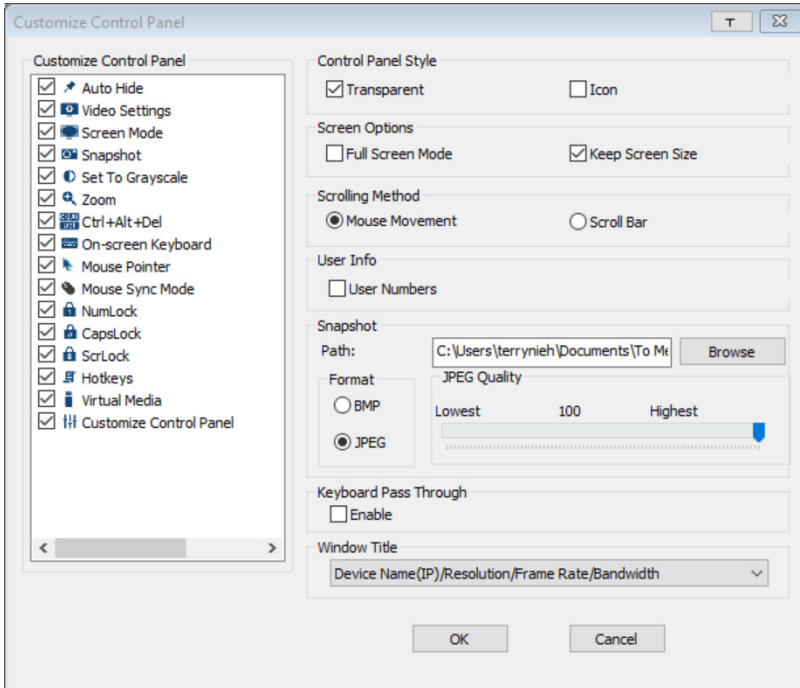 Customize Control Panel
T
Customize Control Panel
Auto Hide
Video Settings
Screen Mode
Snapshot
Set To Grayscale
Zoom
Ctrl+Alt+Del
On-screen Keyboard
Mouse Pointer
Mouse Sync Mode
NumLock
CapsLock
ScrLock
Hotkeys
Virtual Media
Customize Control Panel
Control Panel Style
Transparent Icon
Screen Options
Full Screen Mode Keep Screen Size
Scrolling Method
Mouse Movement Scroll Bar
User Info
User Numbers
Snapshot
Path: C:\Users\terrynieh\Documents\To Me Browse
Format JPEG Quality
BMP
Lowest 100 Highest
JPEG
Keyboard Pass Through
Enable
Window Title
Device Name(IP)/Resolution/Frame Rate/Bandwidth
OK Cancel